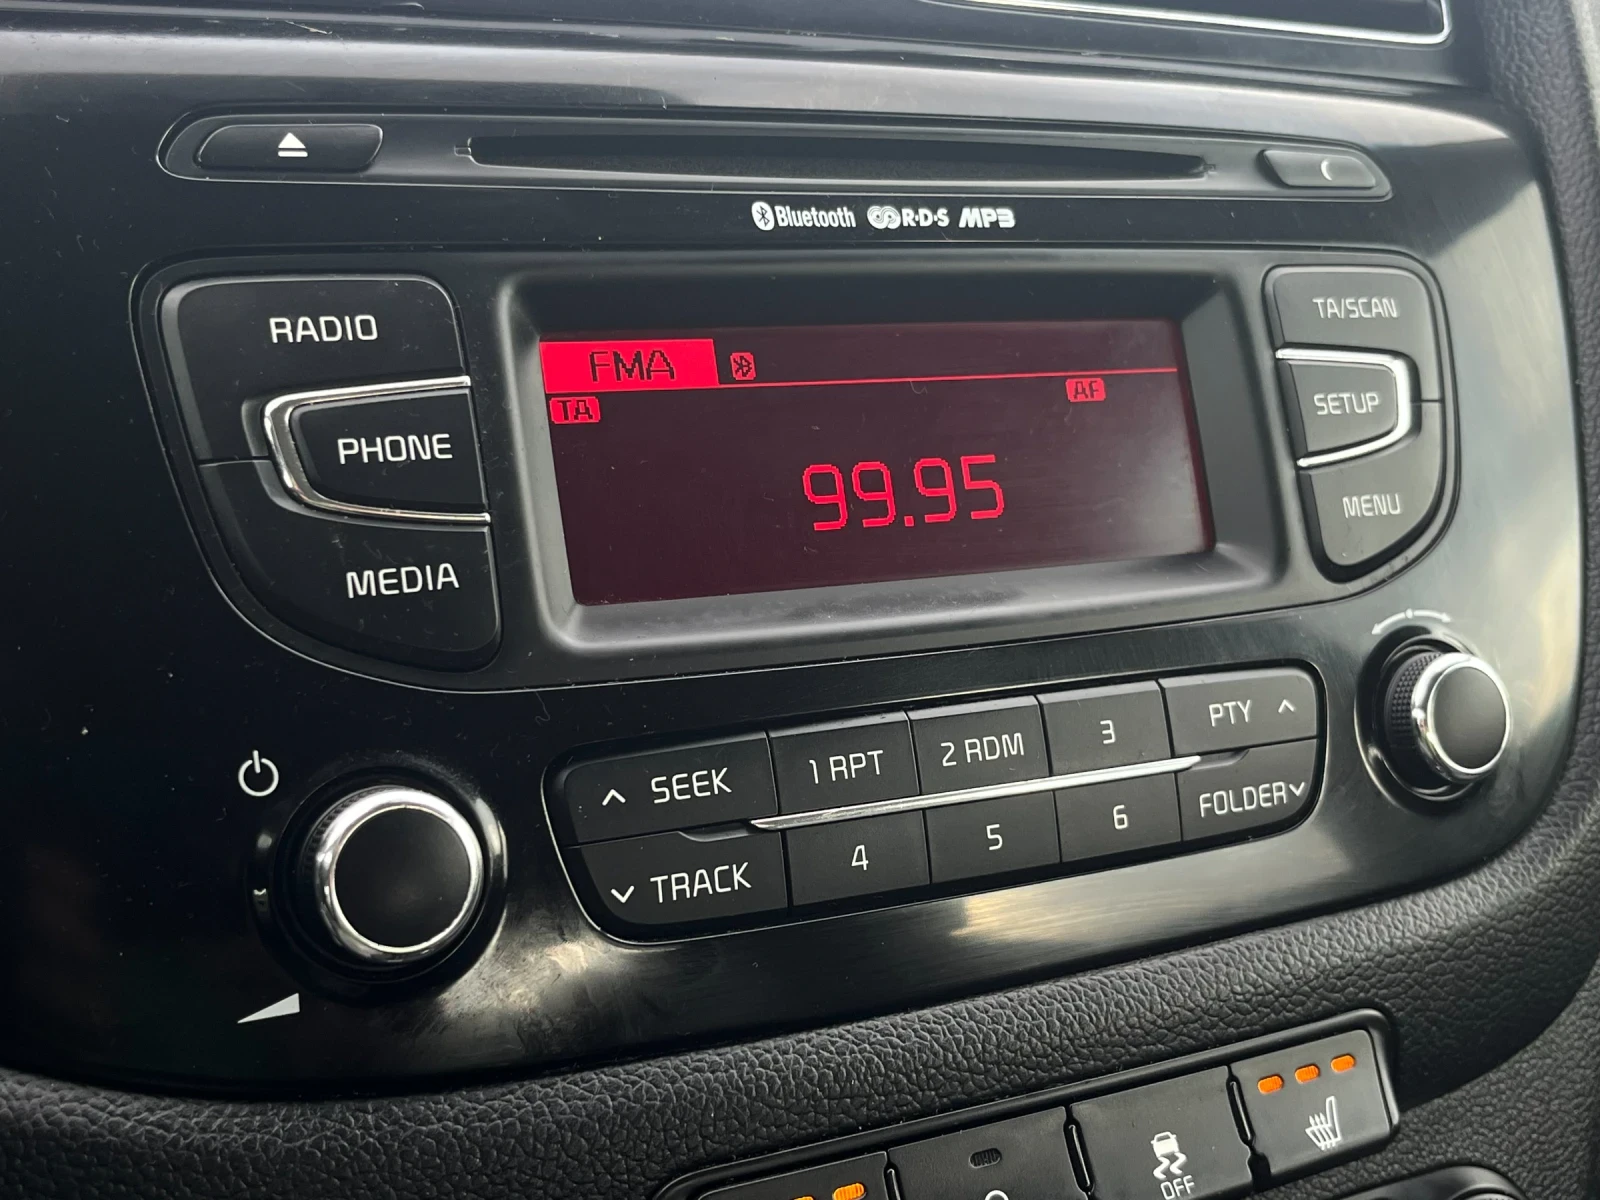 Bluetooth R·D·S MP3
RADIO
PHONE
MEDIA
FMA
TA
AF
99.95
TA/SCAN
SETUP
MENU
SEEK
TRACK
1 RPT
2 RDM
3
4
5
6
PTY
FOLDER
OFF